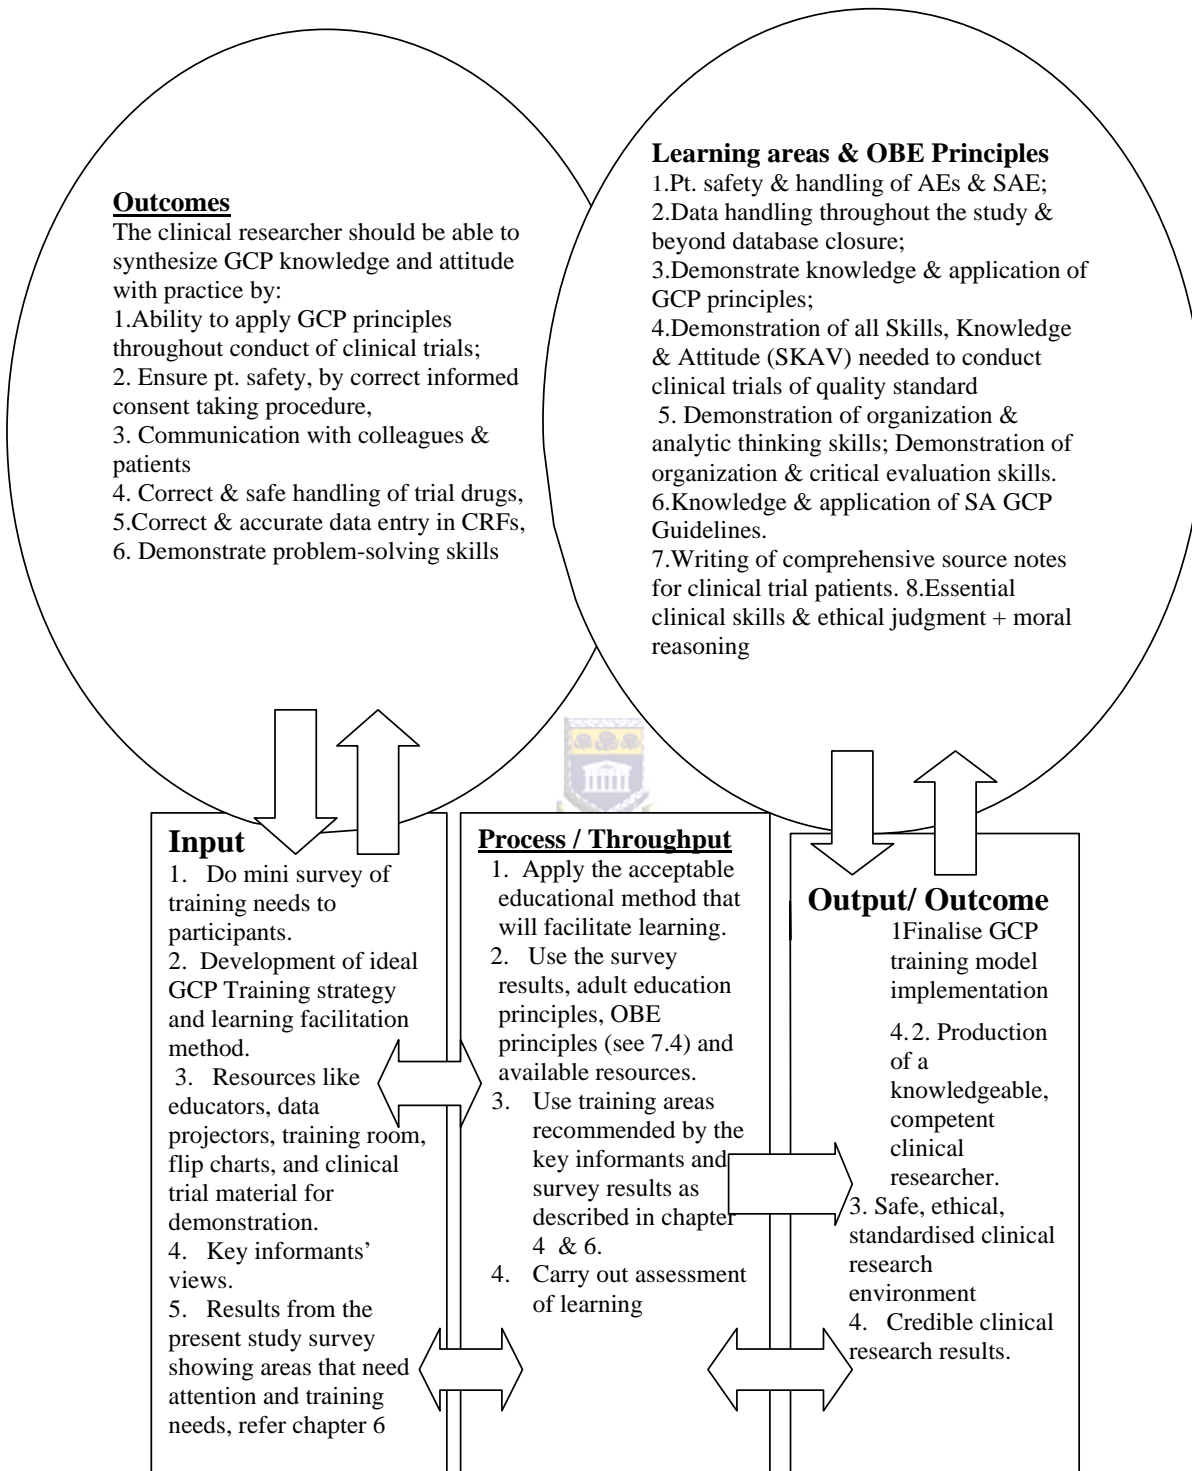 Outcomes
The clinical researcher should be able to
synthesize GCP knowledge and attitude
with practice by:
1.Ability to apply GCP principles
throughout conduct of clinical trials;
2. Ensure pt. safety, by correct informed
consent taking procedure,
3. Communication with colleagues &
patients
4. Correct & safe handling of trial drugs,
5.Correct & accurate data entry in CRFs,
6. Demonstrate problem-solving skills
Learning areas & OBE Principles
1.Pt. safety & handling of AEs & SAE;
2.Data handling throughout the study &
beyond database closure;
3.Demonstrate knowledge & application of
GCP principles;
4.Demonstration of all Skills, Knowledge
& Attitude (SKAV) needed to conduct
clinical trials of quality standard
5. Demonstration of organization &
analytic thinking skills; Demonstration of
organization & critical evaluation skills.
6.Knowledge & application of SA GCP
Guidelines.
7.Writing of comprehensive source notes
for clinical trial patients. 8.Essential
clinical skills & ethical judgment + moral
reasoning
Input
1. Do mini survey of
training needs to
participants.
2. Development of ideal
GCP Training strategy
and learning facilitation
method.
3. Resources like
educators, data
projectors, training room,
flip charts, and clinical
trial material for
demonstration.
4. Key informants'
views.
5. Results from the
present study survey
showing areas that need
attention and training
needs, refer chapter 6
Process / Throughput
1. Apply the acceptable
educational method that
will facilitate learning.
2. Use the survey
results, adult education
principles, OBE
principles (see 7.4) and
available resources.
3. Use training areas
recommended by the
key informants and
survey results as
described in chapter
4 & 6.
4. Carry out assessment
of learning
Output/ Outcome
1Finalise GCP
training model
implementation
4.2. Production
of a
knowledgeable,
competent
clinical
researcher.
3. Safe, ethical,
standardised clinical
research
environment
4. Credible clinical
research results.